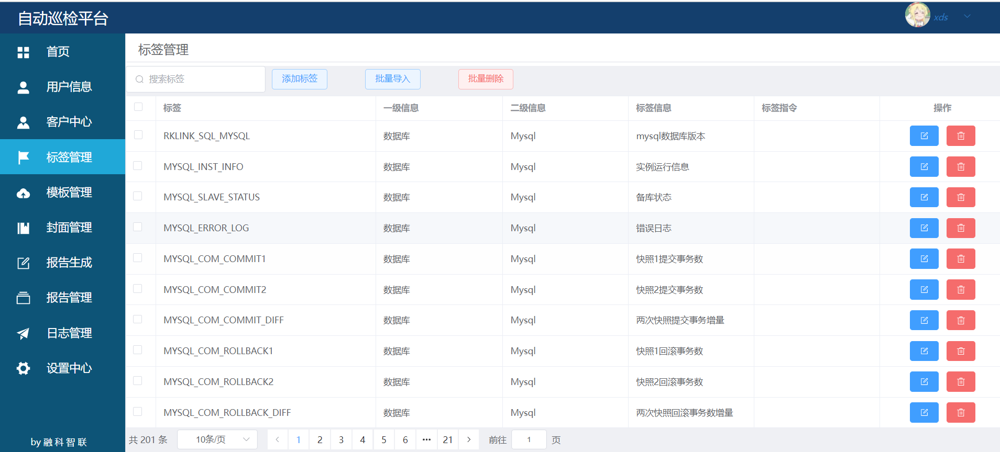 自动巡检平台
xds
首页
用户信息
客户中心
标签管理
模板管理
封面管理
报告生成
报告管理
日志管理
设置中心
by 融 科 智 联
标签管理
搜索标签 添加标签 批量导入 批量删除
标签 一级信息 二级信息 标签信息 标签指令 操作
RKLINK_SQL_MYSQL 数据库 Mysql mysql数据库版本
MYSQL_INST_INFO 数据库 Mysql 实例运行信息
MYSQL_SLAVE_STATUS 数据库 Mysql 备库状态
MYSQL_ERROR_LOG 数据库 Mysql 错误日志
MYSQL_COM_COMMIT1 数据库 Mysql 快照1提交事务数
MYSQL_COM_COMMIT2 数据库 Mysql 快照2提交事务数
MYSQL_COM_COMMIT_DIFF 数据库 Mysql 两次快照提交事务增量
MYSQL_COM_ROLLBACK1 数据库 Mysql 快照1回滚事务数
MYSQL_COM_ROLLBACK2 数据库 Mysql 快照2回滚事务数
MYSQL_COM_ROLLBACK_DIFF 数据库 Mysql 两次快照回滚事务数增量
共 201 条 10条/页 1 2 3 4 5 6 ••• 21 前往 1 页